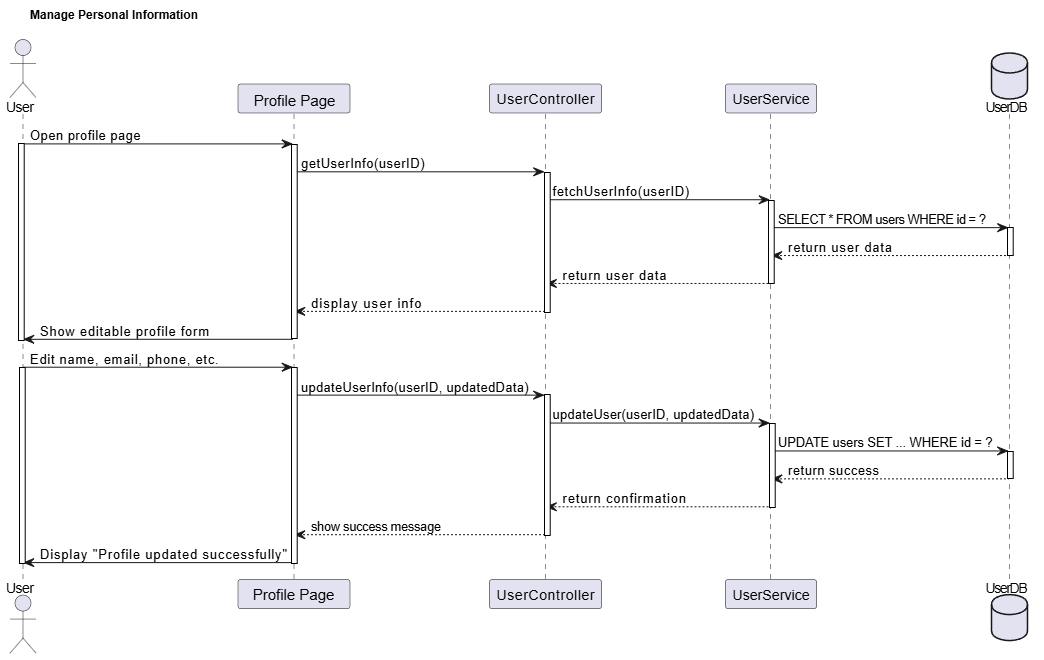 Manage Personal Information
User
Profile Page
UserController
UserService
UserDB
Open profile page
getUserInfo(userID)
fetchUserInfo(userID)
SELECT * FROM users WHERE id = ?
return user data
return user data
display user info
Show editable profile form
Edit name, email, phone, etc.
updateUserInfo(userID, updatedData)
updateUser(userID, updatedData)
UPDATE users SET ... WHERE id = ?
return success
return confirmation
show success message
Display "Profile updated successfully"
User
Profile Page
UserController
UserService
UserDB